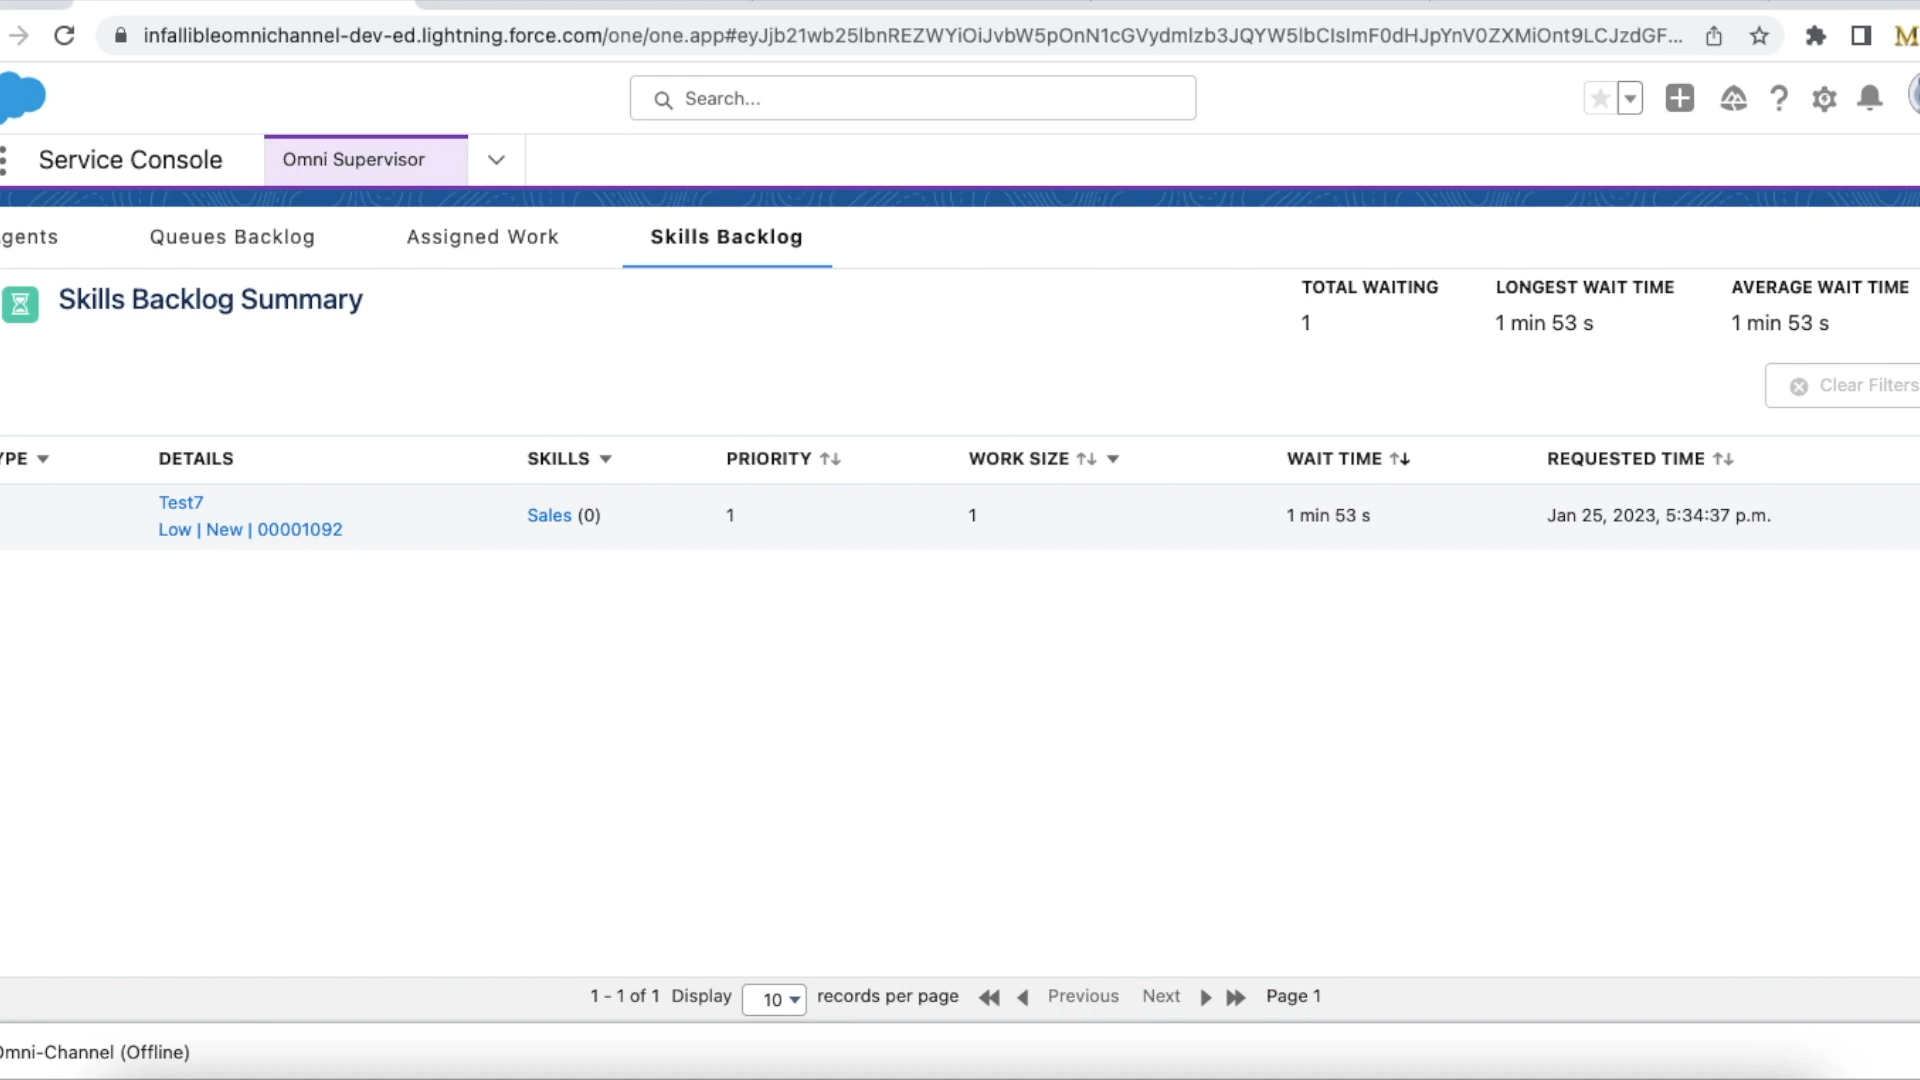 infallibleomnichannel-dev-ed.lightning.force.com/one/one.app#eyJjb21wb25lbnREZWYiOiJvbW5pOnN1cGVydmlzb3JQYW5lbCIsImF0dHJpYnV0ZXMiOnt9LCJzdGF...
Search...
Service Console
Omni Supervisor
gents
Queues Backlog
Assigned Work
Skills Backlog
Skills Backlog Summary
TOTAL WAITING
1
LONGEST WAIT TIME
1 min 53 s
AVERAGE WAIT TIME
1 min 53 s
Clear Filters
YPE
DETAILS
SKILLS
PRIORITY
WORK SIZE
WAIT TIME
REQUESTED TIME
Test7
Low | New | 00001092
Sales (0)
1
1
1 min 53 s
Jan 25, 2023, 5:34:37 p.m.
1 - 1 of 1 Display 10 records per page Previous Next Page 1
Omni-Channel (Offline)